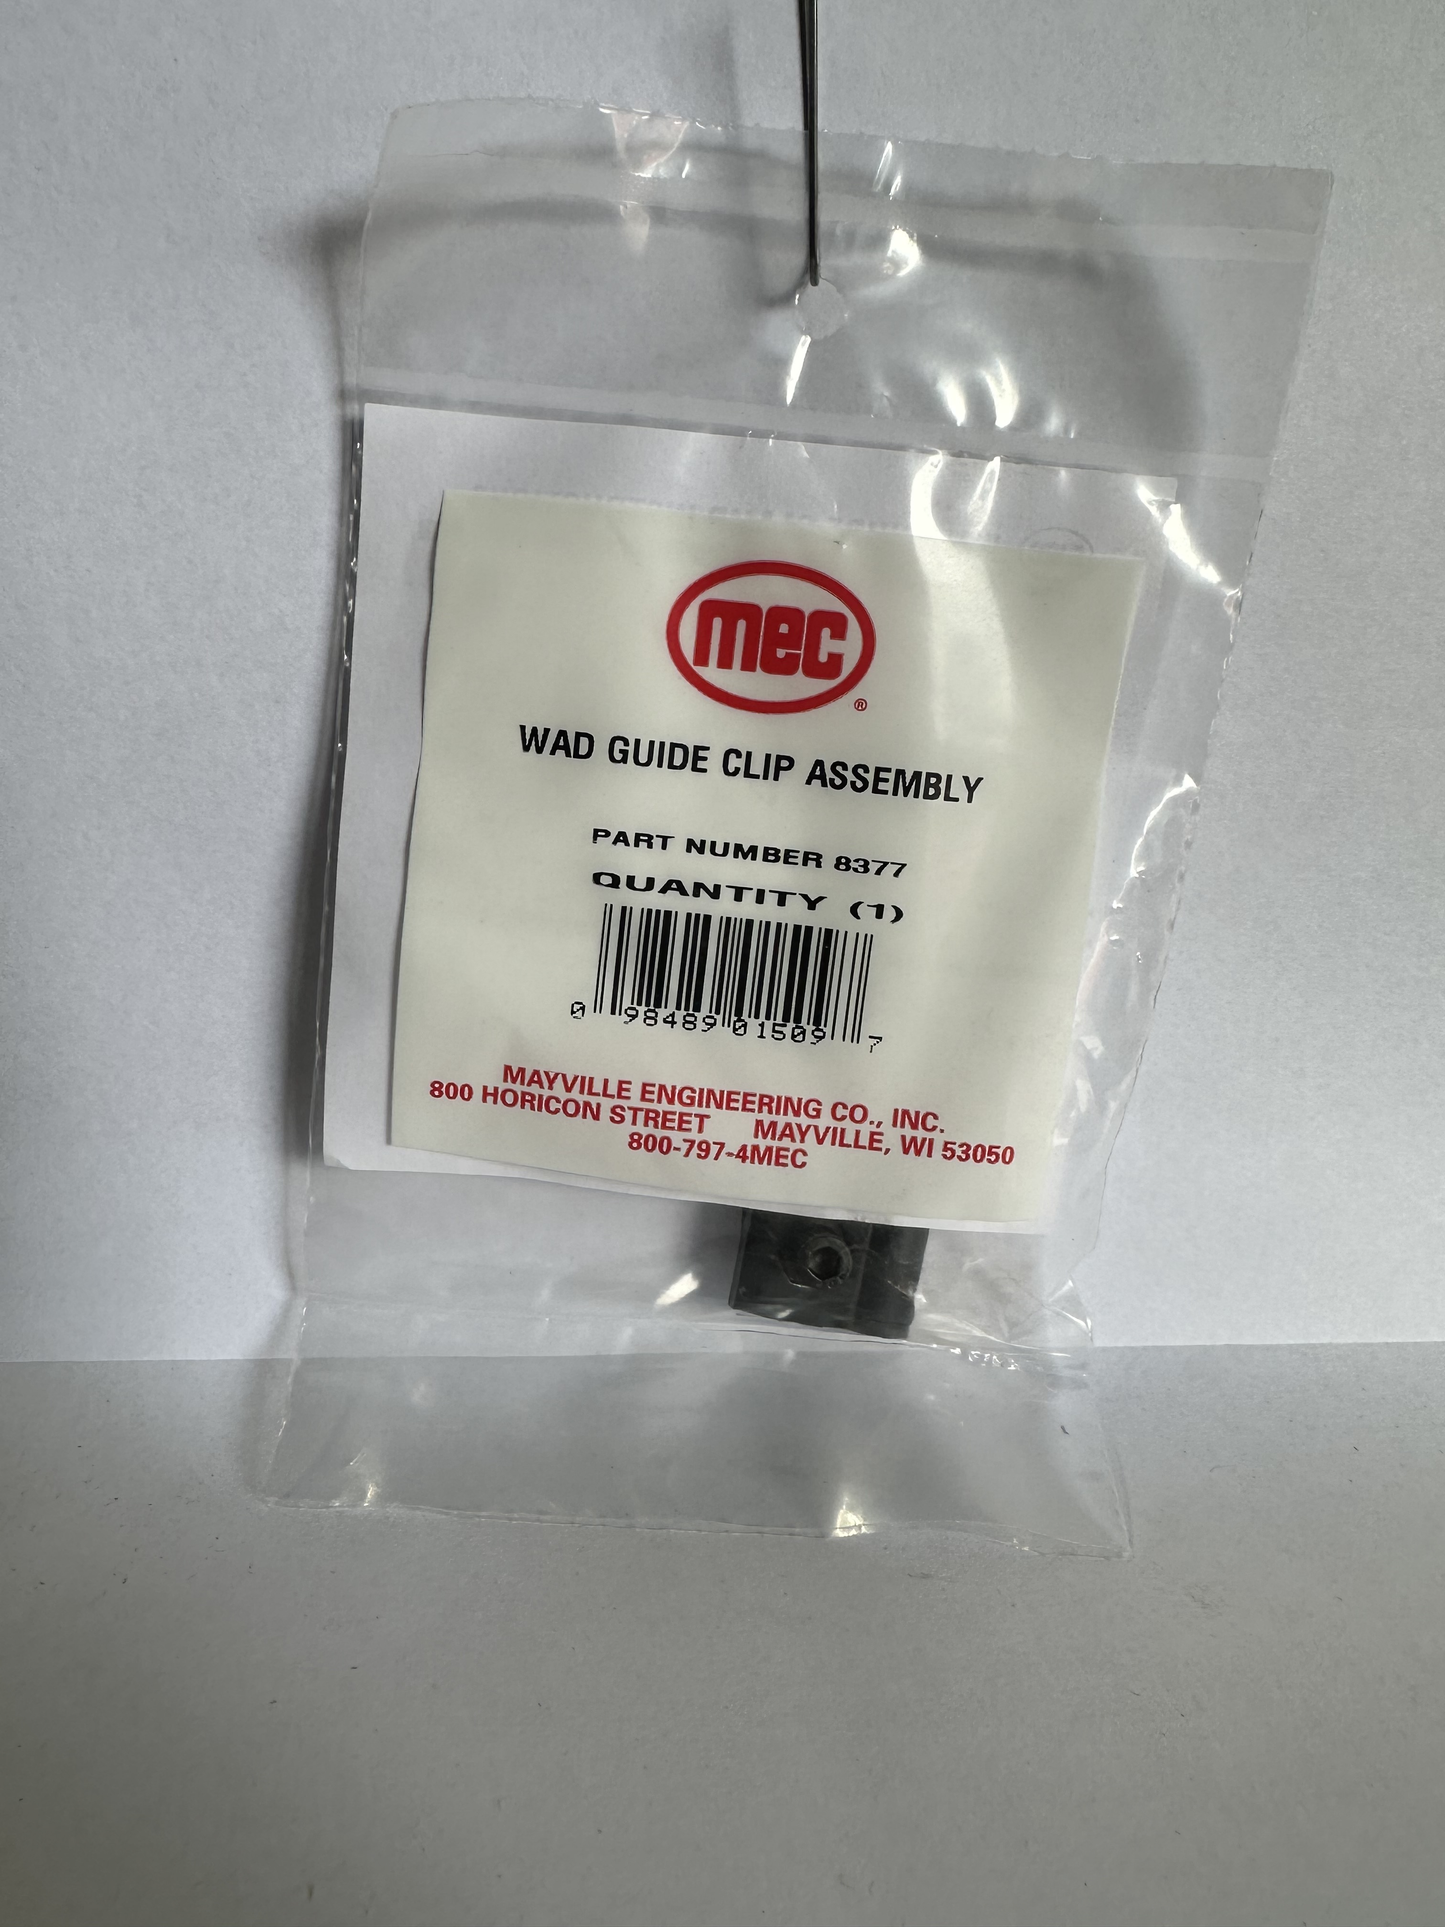 mec
®
WAD GUIDE CLIP ASSEMBLY
PART NUMBER 8377
QUANTITY (1)
0 98489 01509 7
MAYVILLE ENGINEERING CO., INC.
800 HORICON STREET MAYVILLE, WI 53050
800-797-4MEC